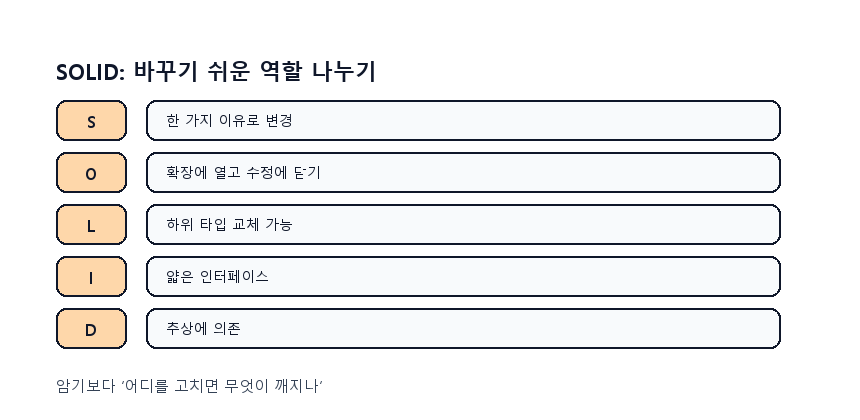 SOLID: 바꾸기 쉬운 역할 나누기
S 한 가지 이유로 변경
O 확장에 열고 수정에 닫기
L 하위 타입 교체 가능
I 얇은 인터페이스
D 추상에 의존
암기보다 ‘어디를 고치면 무엇이 깨지나’